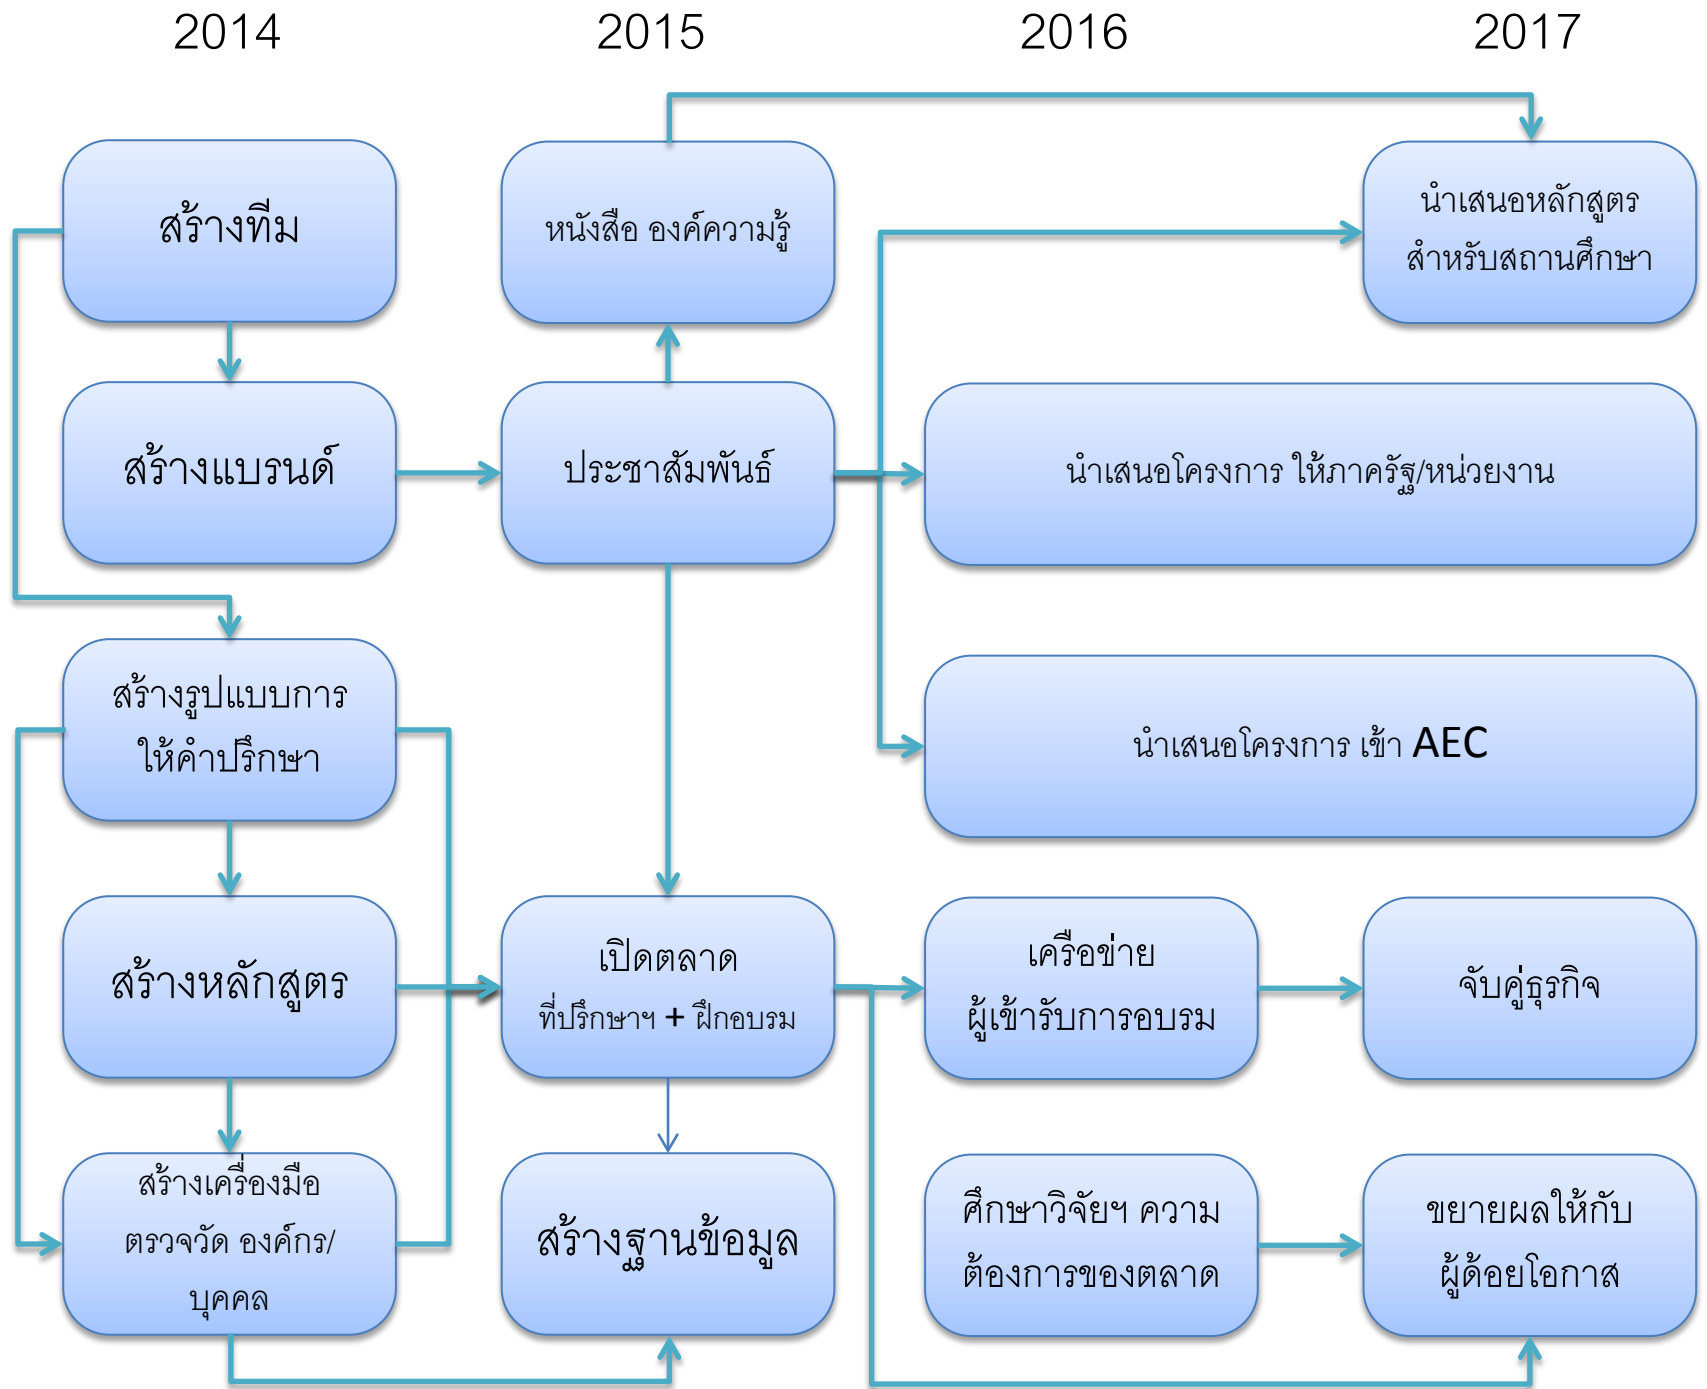 2014
2015
2016
2017
สร้างทีม
หนังสือ องค์ความรู้
นำเสนอหลักสูตร
สำหรับสถานศึกษา
สร้างแบรนด์
ประชาสัมพันธ์
นำเสนอโครงการ ให้ภาครัฐ/หน่วยงาน
สร้างรูปแบบการ
ให้คำปรึกษา
นำเสนอโครงการ เข้า AEC
สร้างหลักสูตร
เปิดตลาด
ที่ปรึกษาฯ + ฝึกอบรม
เครือข่าย
ผู้เข้ารับการอบรม
จับคู่ธุรกิจ
สร้างเครื่องมือ
ตรวจวัด องค์กร/
บุคคล
สร้างฐานข้อมูล
ศึกษาวิจัยฯ ความ
ต้องการของตลาด
ขยายผลให้กับ
ผู้ด้อยโอกาส